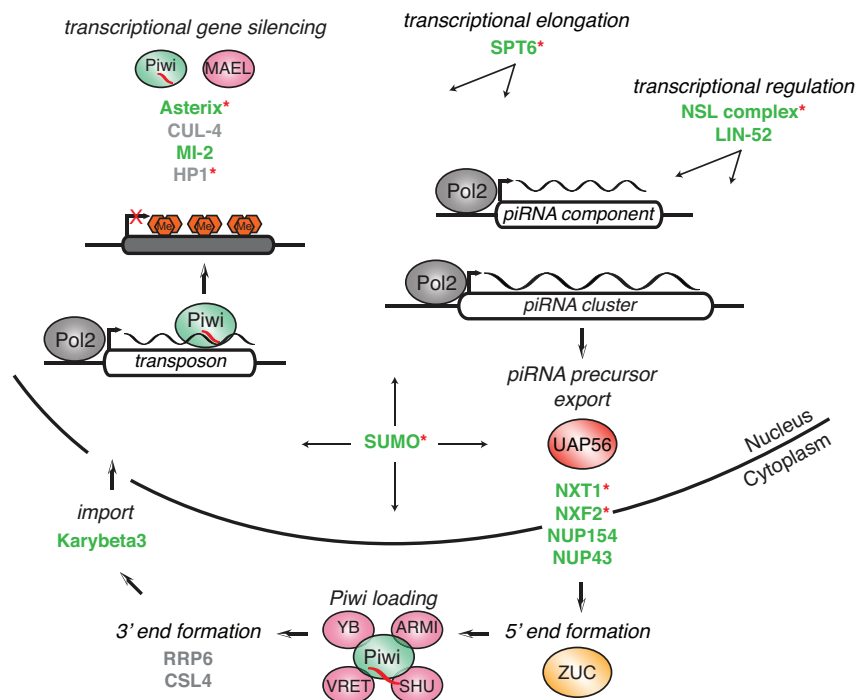 transcriptional gene silencing
Piwi
MAEL
Asterix*
CUL-4
MI-2
HP1*
Me
Me
Me
Pol2
Piwi
transposon
transcriptional elongation
SPT6*
transcriptional regulation
NSL complex*
LIN-52
Pol2
piRNA component
Pol2
piRNA cluster
piRNA precursor
export
UAP56
Nucleus
Cytoplasm
SUMO*
NXT1*
NXF2*
NUP154
NUP43
import
Karybeta3
5' end formation
ZUC
Piwi loading
YB
ARMI
Piwi
VRET
SHU
3' end formation
RRP6
CSL4